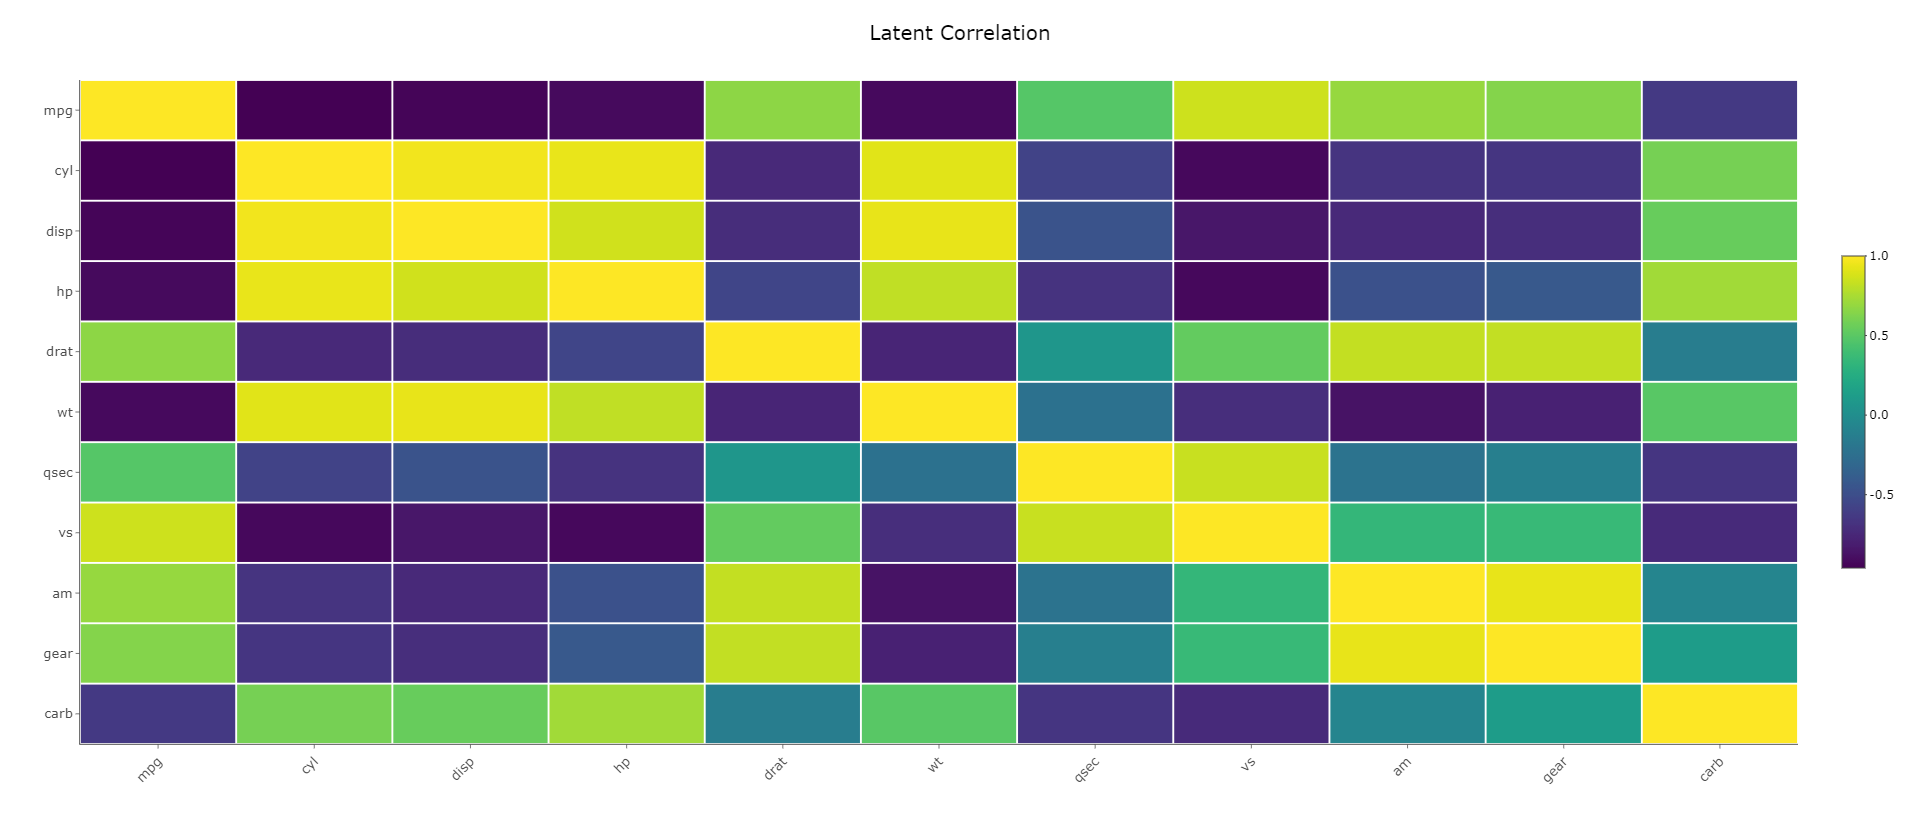 Latent Correlation
mpg
cyl
disp
hp
drat
wt
qsec
vs
am
gear
carb
mpg
cyl
disp
hp
drat
wt
qsec
vs
am
gear
carb
1.0
0.5
0.0
-0.5